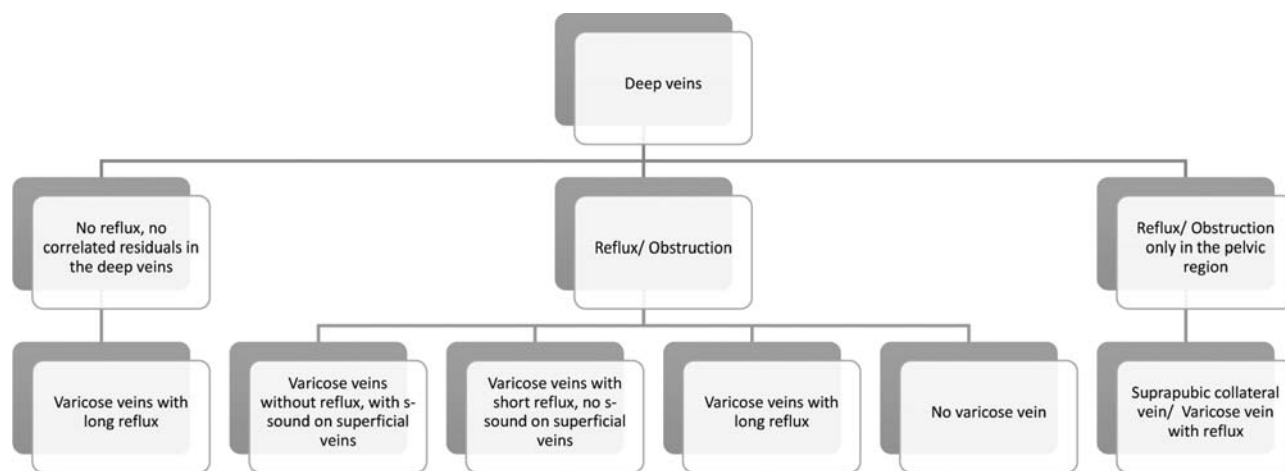 Deep veins
No reflux, no
correlated residuals in
the deep veins
Reflux/ Obstruction
Reflux/ Obstruction
only in the pelvic
region
Varicose veins with
long reflux
Varicose veins
without reflux, with s-
sound on superficial
veins
Varicose veins with
short reflux, no s-
sound on superficial
veins
Varicose veins with
long reflux
No varicose vein
Suprapubic collateral
vein/ Varicose vein
with reflux